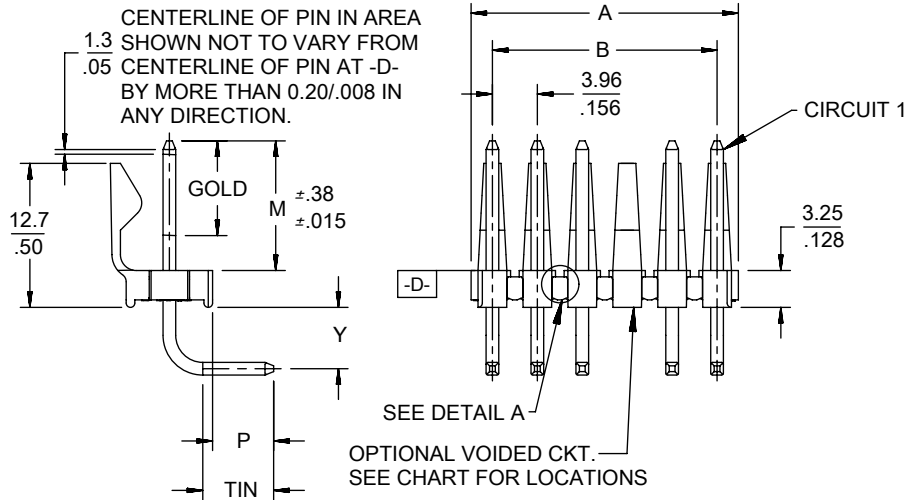 CENTERLINE OF PIN IN AREA
SHOWN NOT TO VARY FROM
CENTERLINE OF PIN AT -D-
BY MORE THAN 0.20/.008 IN
ANY DIRECTION.
1.3
.05
A
B
3.96
.156
CIRCUIT 1
GOLD
M
±.38
±.015
12.7
.50
3.25
.128
-D-
Y
SEE DETAIL A
P
OPTIONAL VOIDED CKT.
SEE CHART FOR LOCATIONS
TIN